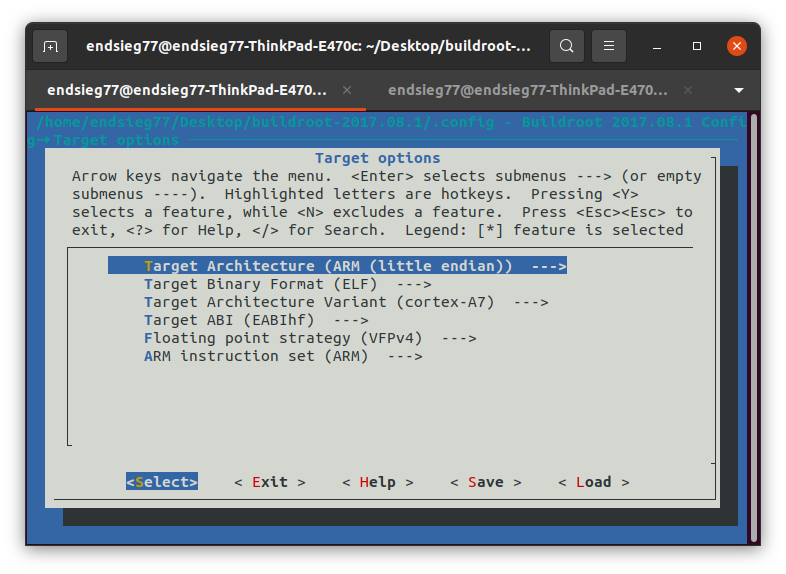 endsieg77@endsieg77-ThinkPad-E470c: ~/Desktop/buildroot-...
endsieg77@endsieg77-ThinkPad-E470... × endsieg77@endsieg77-ThinkPad-E470... ×
/home/endsieg77/Desktop/buildroot-2017.08.1/.config - Buildroot 2017.08.1 Confi
g→ Target options
Target options
Arrow keys navigate the menu.  <Enter> selects submenus ---> (or empty
submenus ----).  Highlighted letters are hotkeys.  Pressing <Y>
selects a feature, while <N> excludes a feature.  Press <Esc><Esc> to
exit, <?> for Help, </> for Search.  Legend: [*] feature is selected
Target Architecture (ARM (little endian))  --->
Target Binary Format (ELF)  --->
Target Architecture Variant (cortex-A7)  --->
Target ABI (EABIhf)  --->
Floating point strategy (VFPv4)  --->
ARM instruction set (ARM)  --->
<Select>    < Exit >    < Help >    < Save >    < Load >